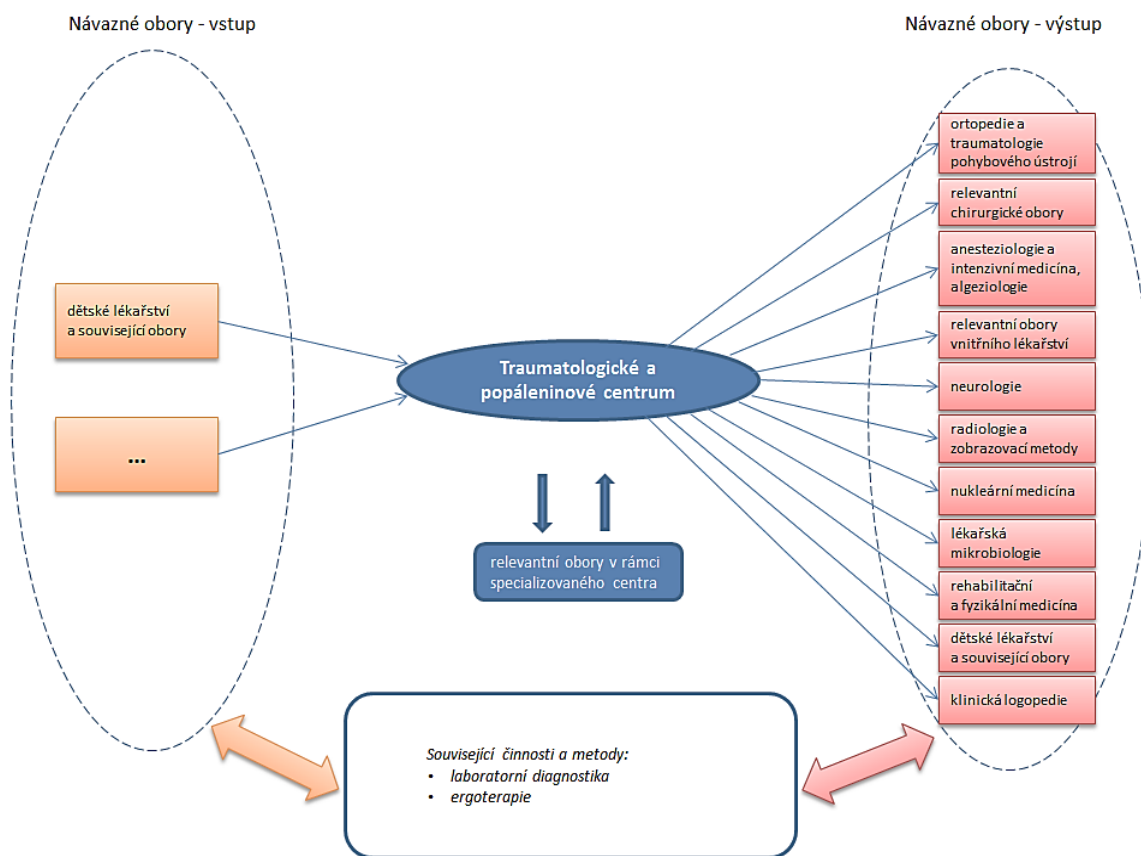 Návazné obory - vstup
Návazné obory - výstup
dětské lékařství
a související obory
...
Traumatologické a
popáleninové centrum
relevantní obory v rámci
specializovaného centra
ortopedie a
traumatologie
pohybového ústrojí
relevantní
chirurgické obory
anesteziologie a
intenzivní medicína,
algeziologie
relevantní obory
vnitřního lékařství
neurologie
radiologie a
zobrazovací metody
nukleární medicína
lékařská
mikrobiologie
rehabilitační
a fyzikální medicína
dětské lékařství
a související obory
klinická logopedie
Související činnosti a metody:
• laboratorní diagnostika
• ergoterapie